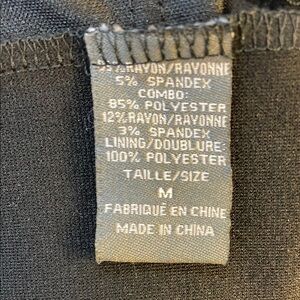 RAYON/RAYONNE
5% SPANDEX
COMBO:
85% POLYESTER
12%RAYON/RAYONNE
3% SPANDEX
LINING/DOUBLURE:
100% POLYESTER
TAILLE/SIZE
M
FABRIQUÉ EN CHINE
MADE IN CHINA